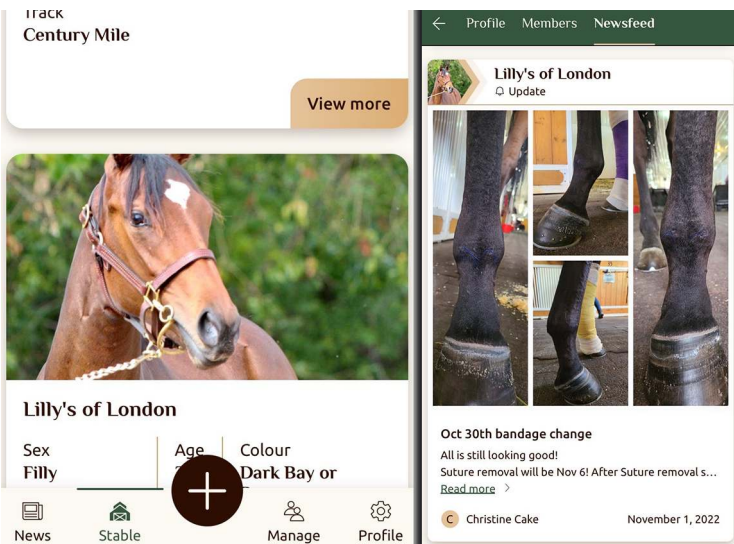 Track
Century Mile
View more
Lilly's of London
Sex
Filly
Age
Colour
Dark Bay or
News
Stable
Manage
Profile
Profile
Members
Newsfeed
Lilly's of London
Update
Oct 30th bandage change
All is still looking good!
Suture removal will be Nov 6! After Suture removal s...
Read more
C
Christine Cake
November 1, 2022